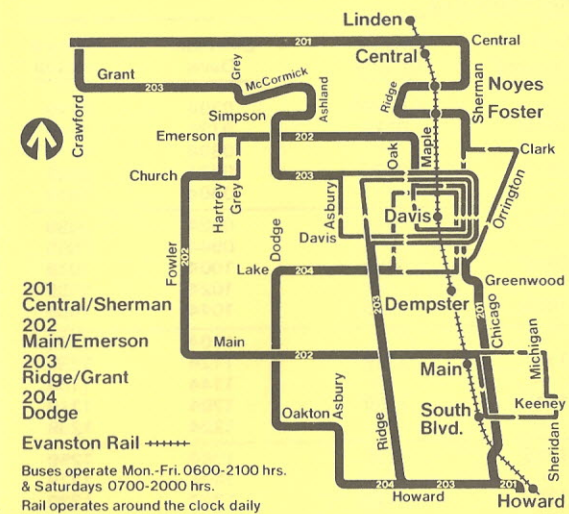 Linden
201
Central
Central
Grant
Grey
McCormick
203
Ridge
Noyes
Sherman
Foster
Crawford
Simpson
Ashland
Emerson
202
Oak
Maple
Clark
Church
203
Orrington
Hartrey
Grey
Asbury
Davis
Davis
Fowler
202
Dodge
Lake
204
203
Greenwood
Dempster
201
Chicago
Michigan
201
Central/Sherman
202
Main/Emerson
203
Ridge/Grant
204
Dodge
Evanston Rail
Main
202
Main
Keeney
Oakton
Asbury
South
Blvd.
Ridge
Sheridan
204
203
201
Howard
Howard
Buses operate Mon.-Fri. 0600-2100 hrs.
& Saturdays 0700-2000 hrs.
Rail operates around the clock daily